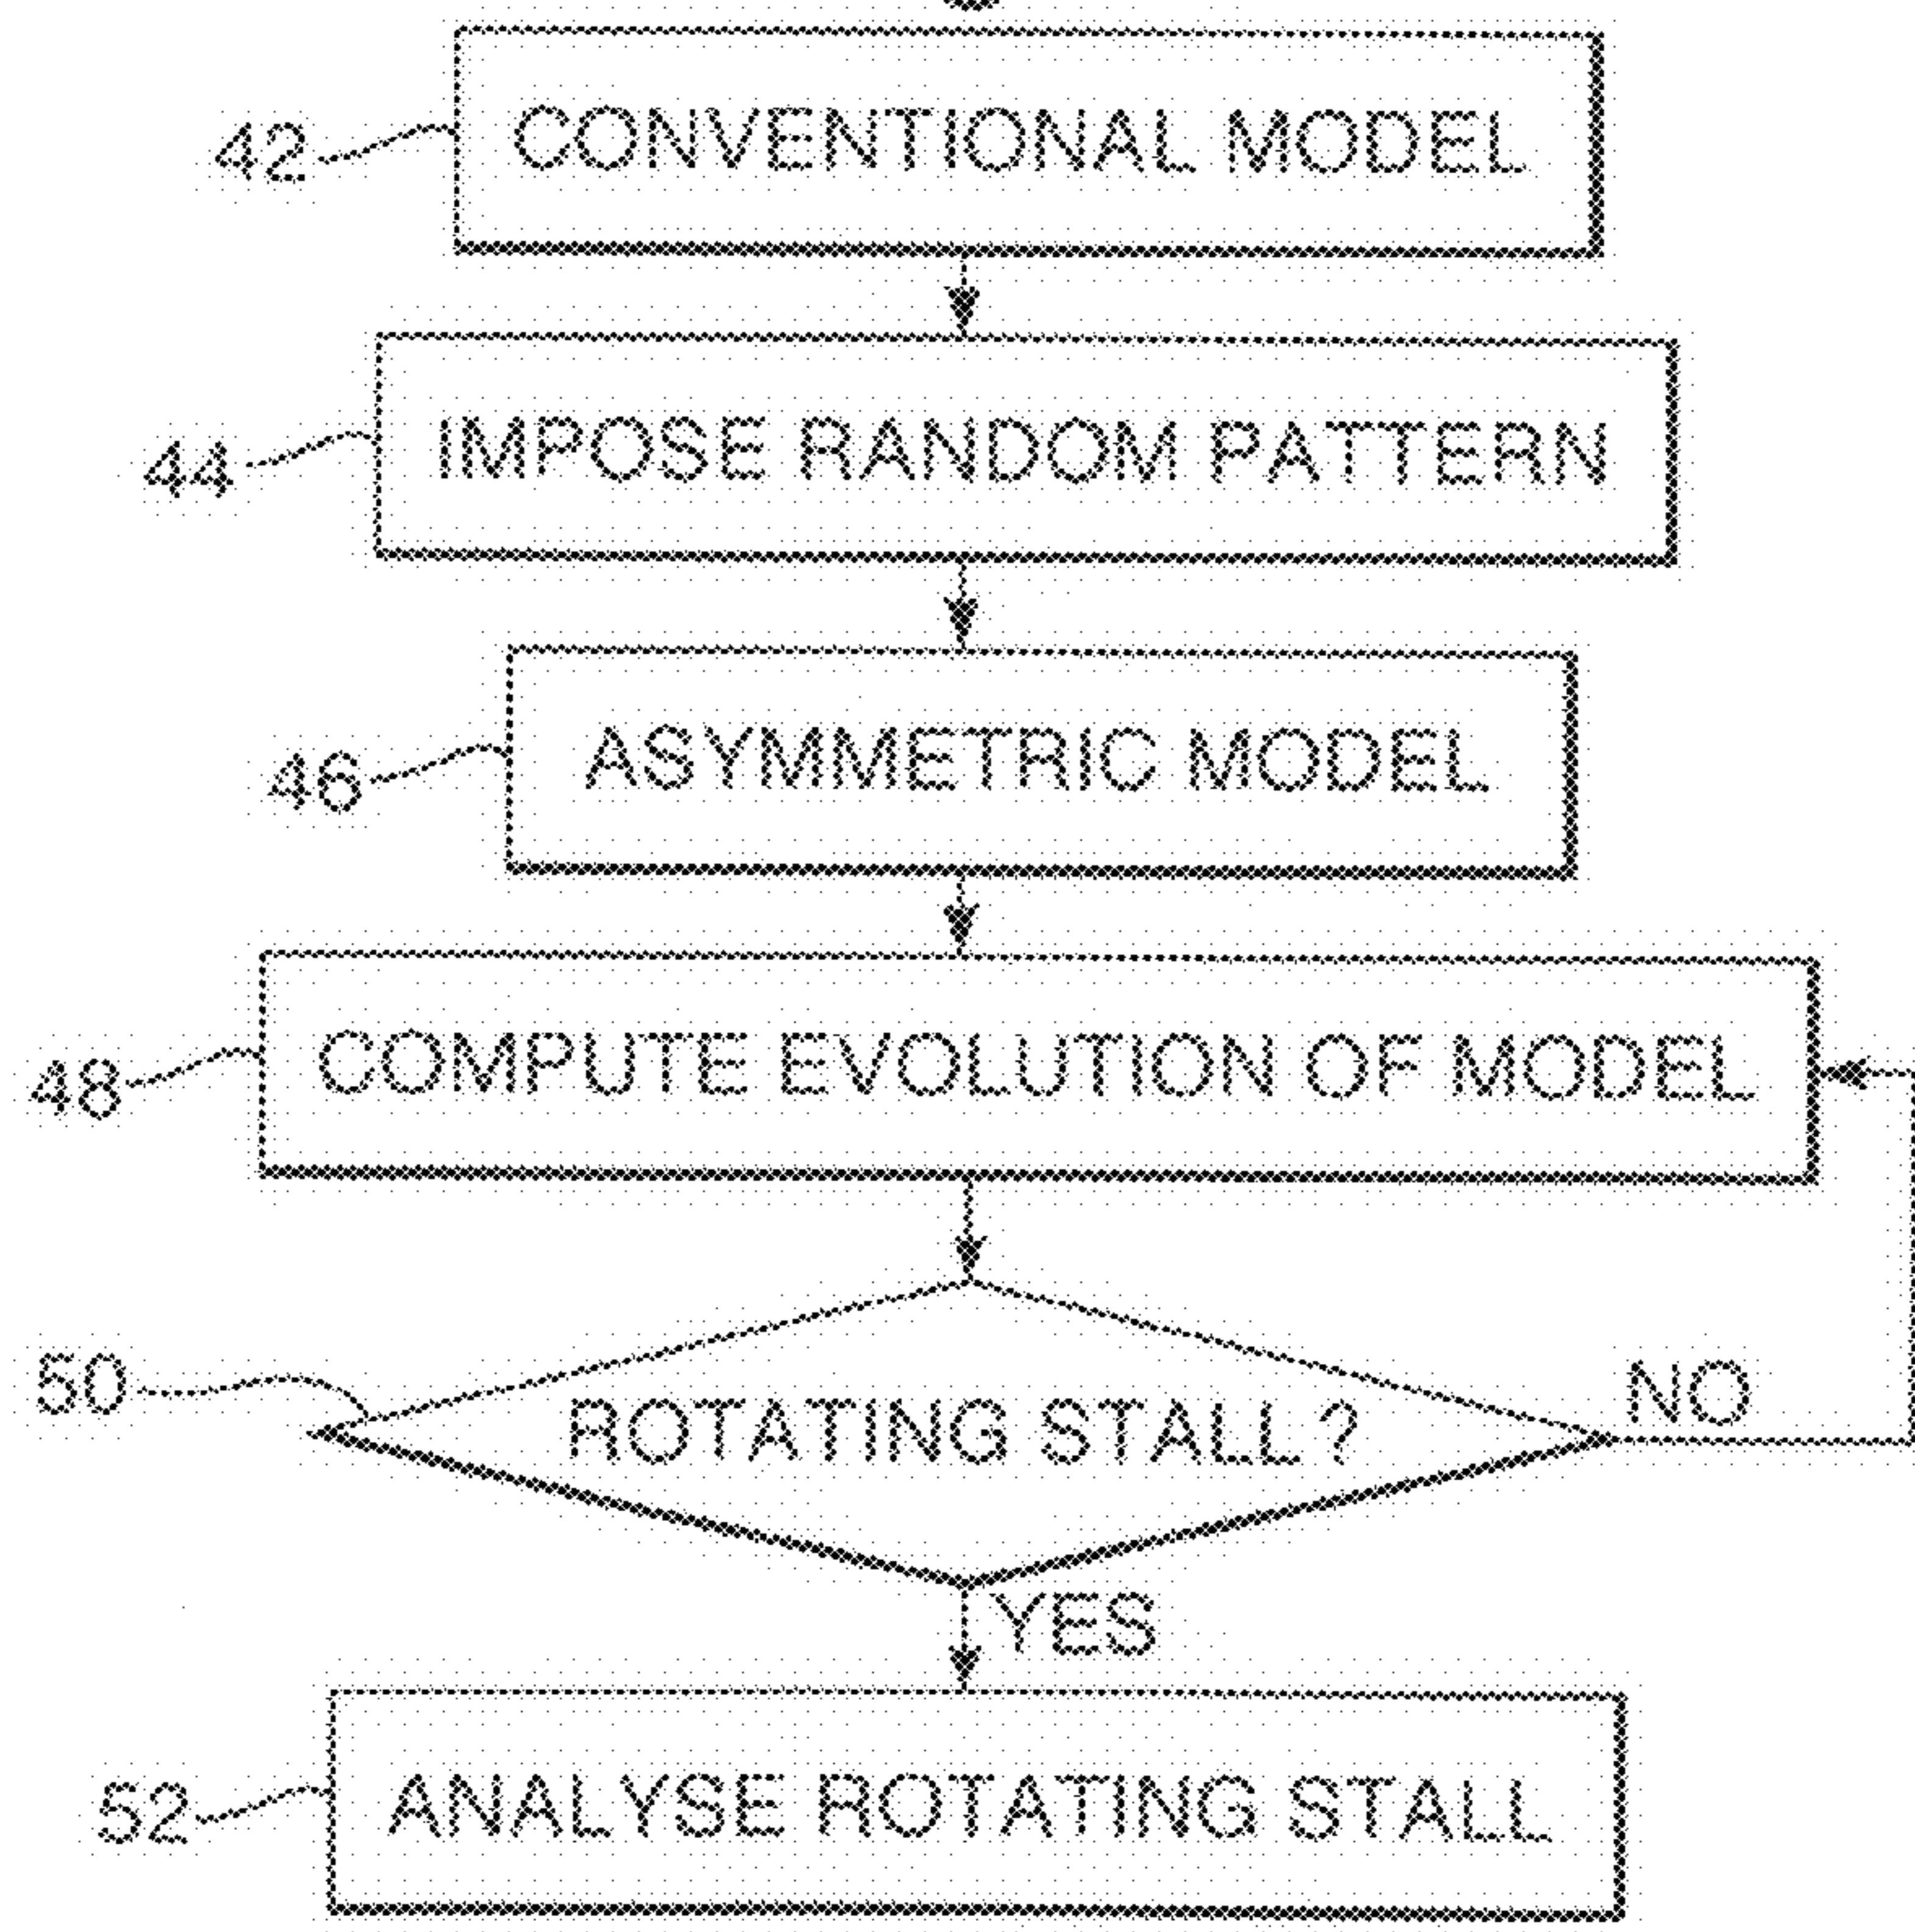 42 CONVENTIONAL MODEL
44 IMPOSE RANDOM PATTERN
46 ASYMMETRIC MODEL
48 COMPUTE EVOLUTION OF MODEL
50 ROTATING STALL ? NO
YES
52 ANALYSE ROTATING STALL